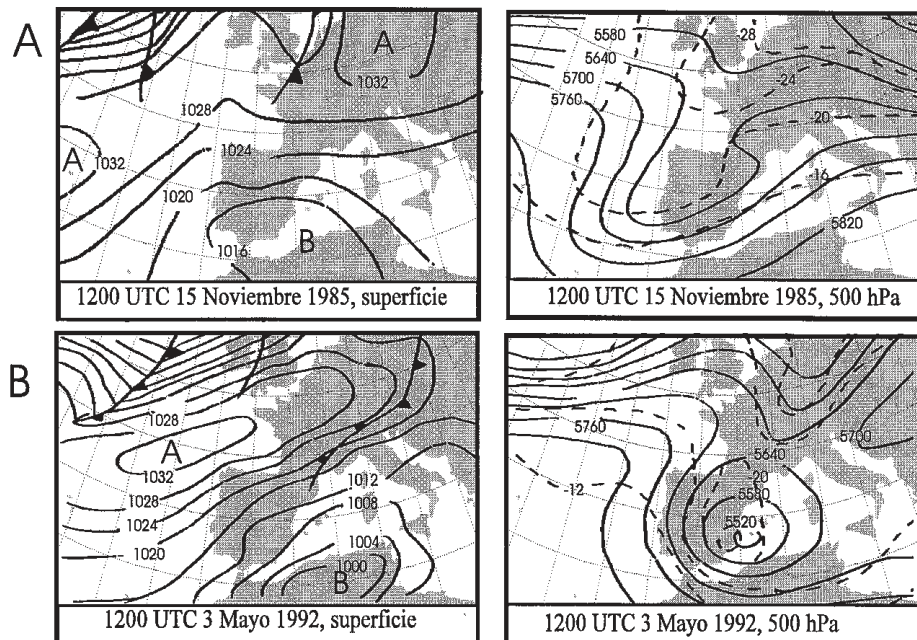 A
A
1032
1028
A
1032
1024
1020
1016
B
1200 UTC 15 Noviembre 1985, superficie
5580
5640
5700
5760
-28
-24
-20
-16
5820
1200 UTC 15 Noviembre 1985, 500 hPa
B
1028
A
1032
1028
1024
1020
1012
1008
1004
1000
B
1200 UTC 3 Mayo 1992, superficie
5760
5700
5640
-20
5580
-12
5520
1200 UTC 3 Mayo 1992, 500 hPa